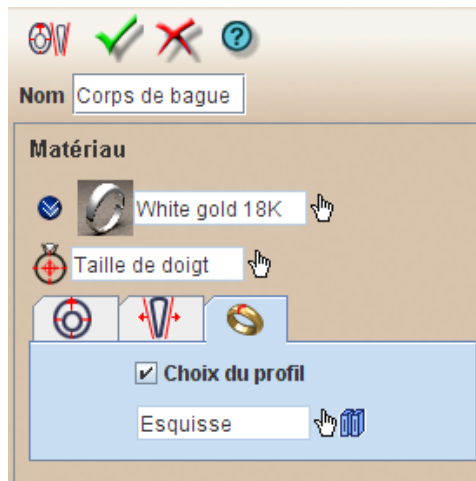 Nom Corps de bague
Matériau
White gold 18K
Taille de doigt
Choix du profil
Esquisse